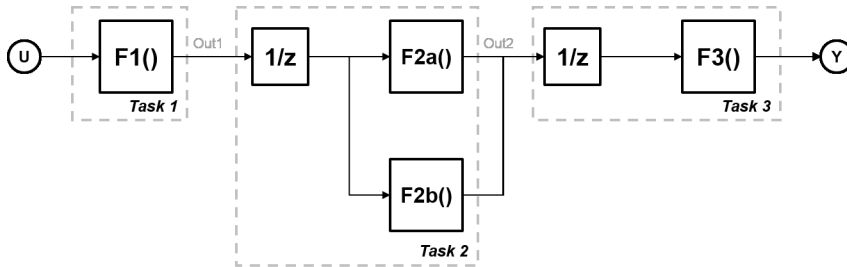 U
F1()
Task 1
Out1
1/z
F2a()
F2b()
Task 2
Out2
1/z
F3()
Task 3
Y